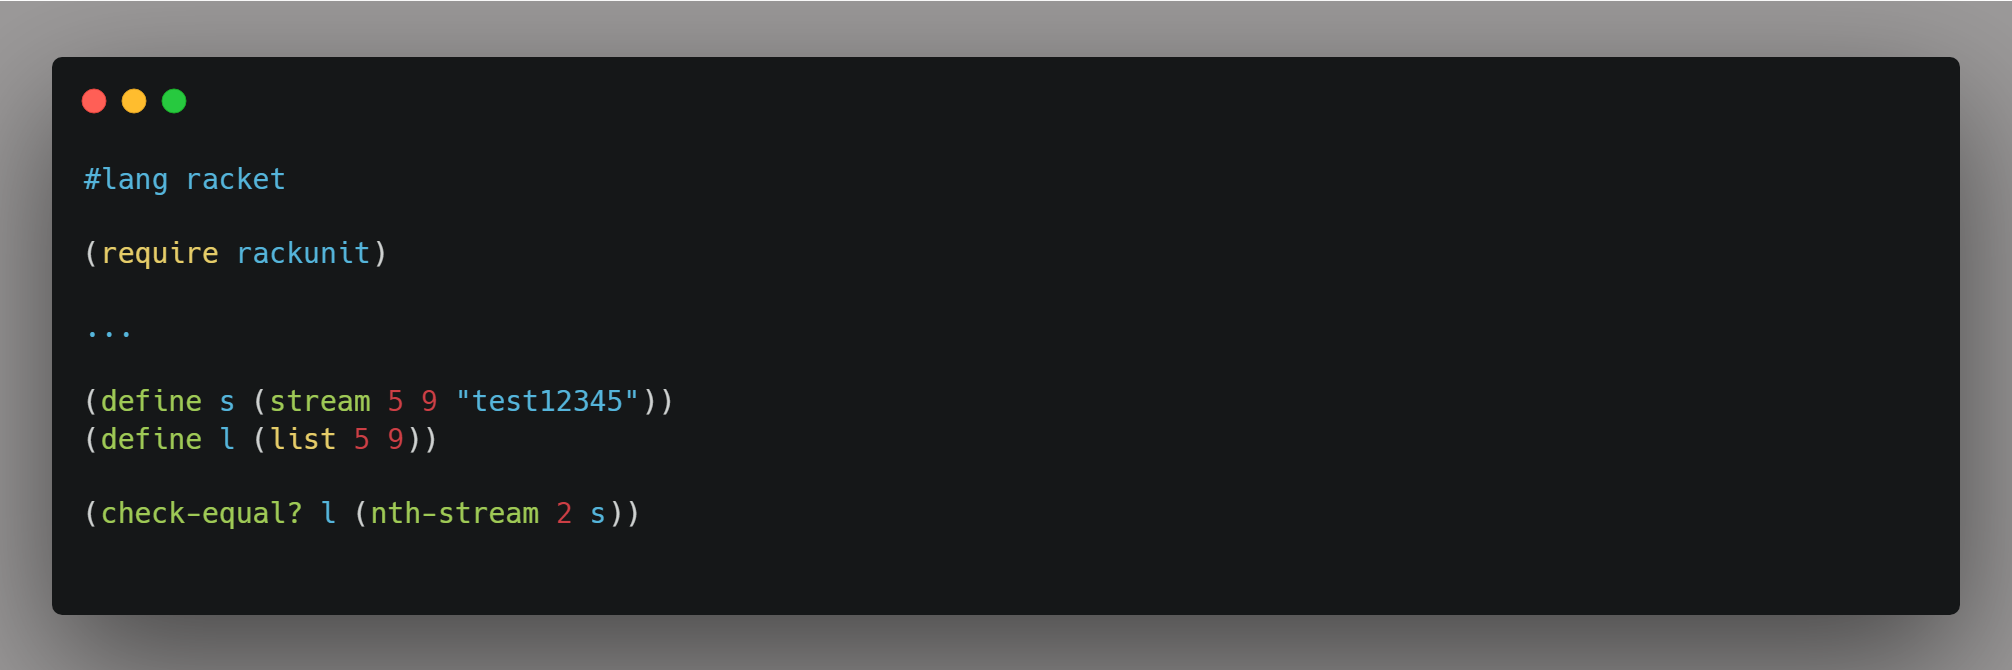 #lang racket
(require rackunit)
...
(define s (stream 5 9 "test12345"))
(define l (list 5 9))
(check-equal? l (nth-stream 2 s))